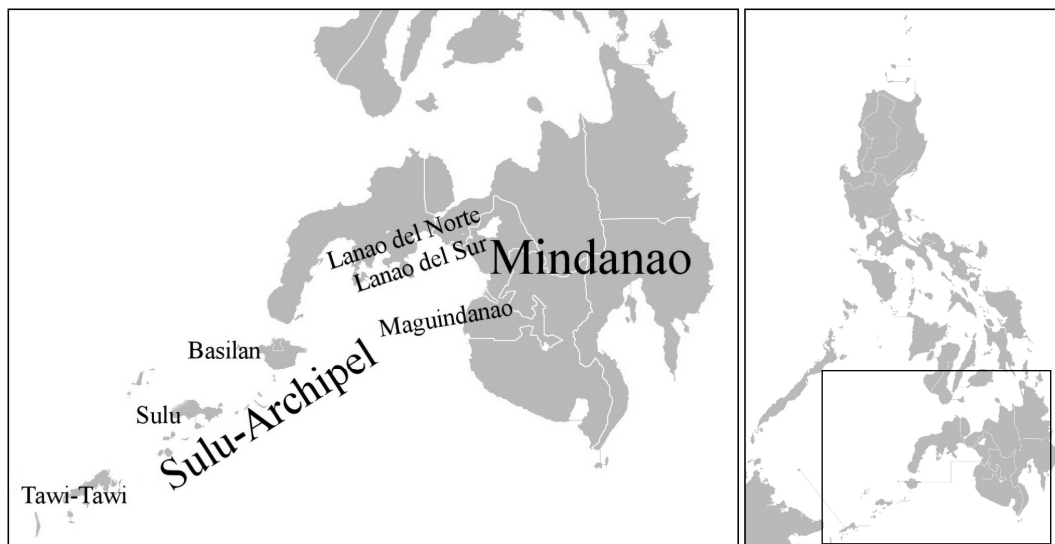 Lanao del Norte
Lanao del Sur
Mindanao
Maguindanao
Basilan
Sulu-Archipel
Sulu
Tawi-Tawi